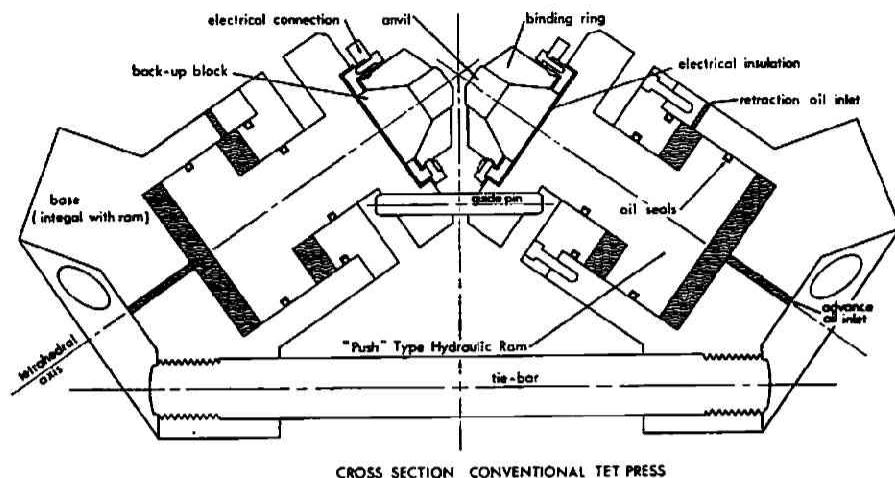 electrical connection
anvil
binding ring
back-up block
electrical insulation
retraction oil inlet
base
(integal with ram)
guide pin
oil seals
advance
oil inlet
tetrahedral
axis
"Push" Type Hydraulic Ram
tie-bar
CROSS SECTION CONVENTIONAL TET PRESS